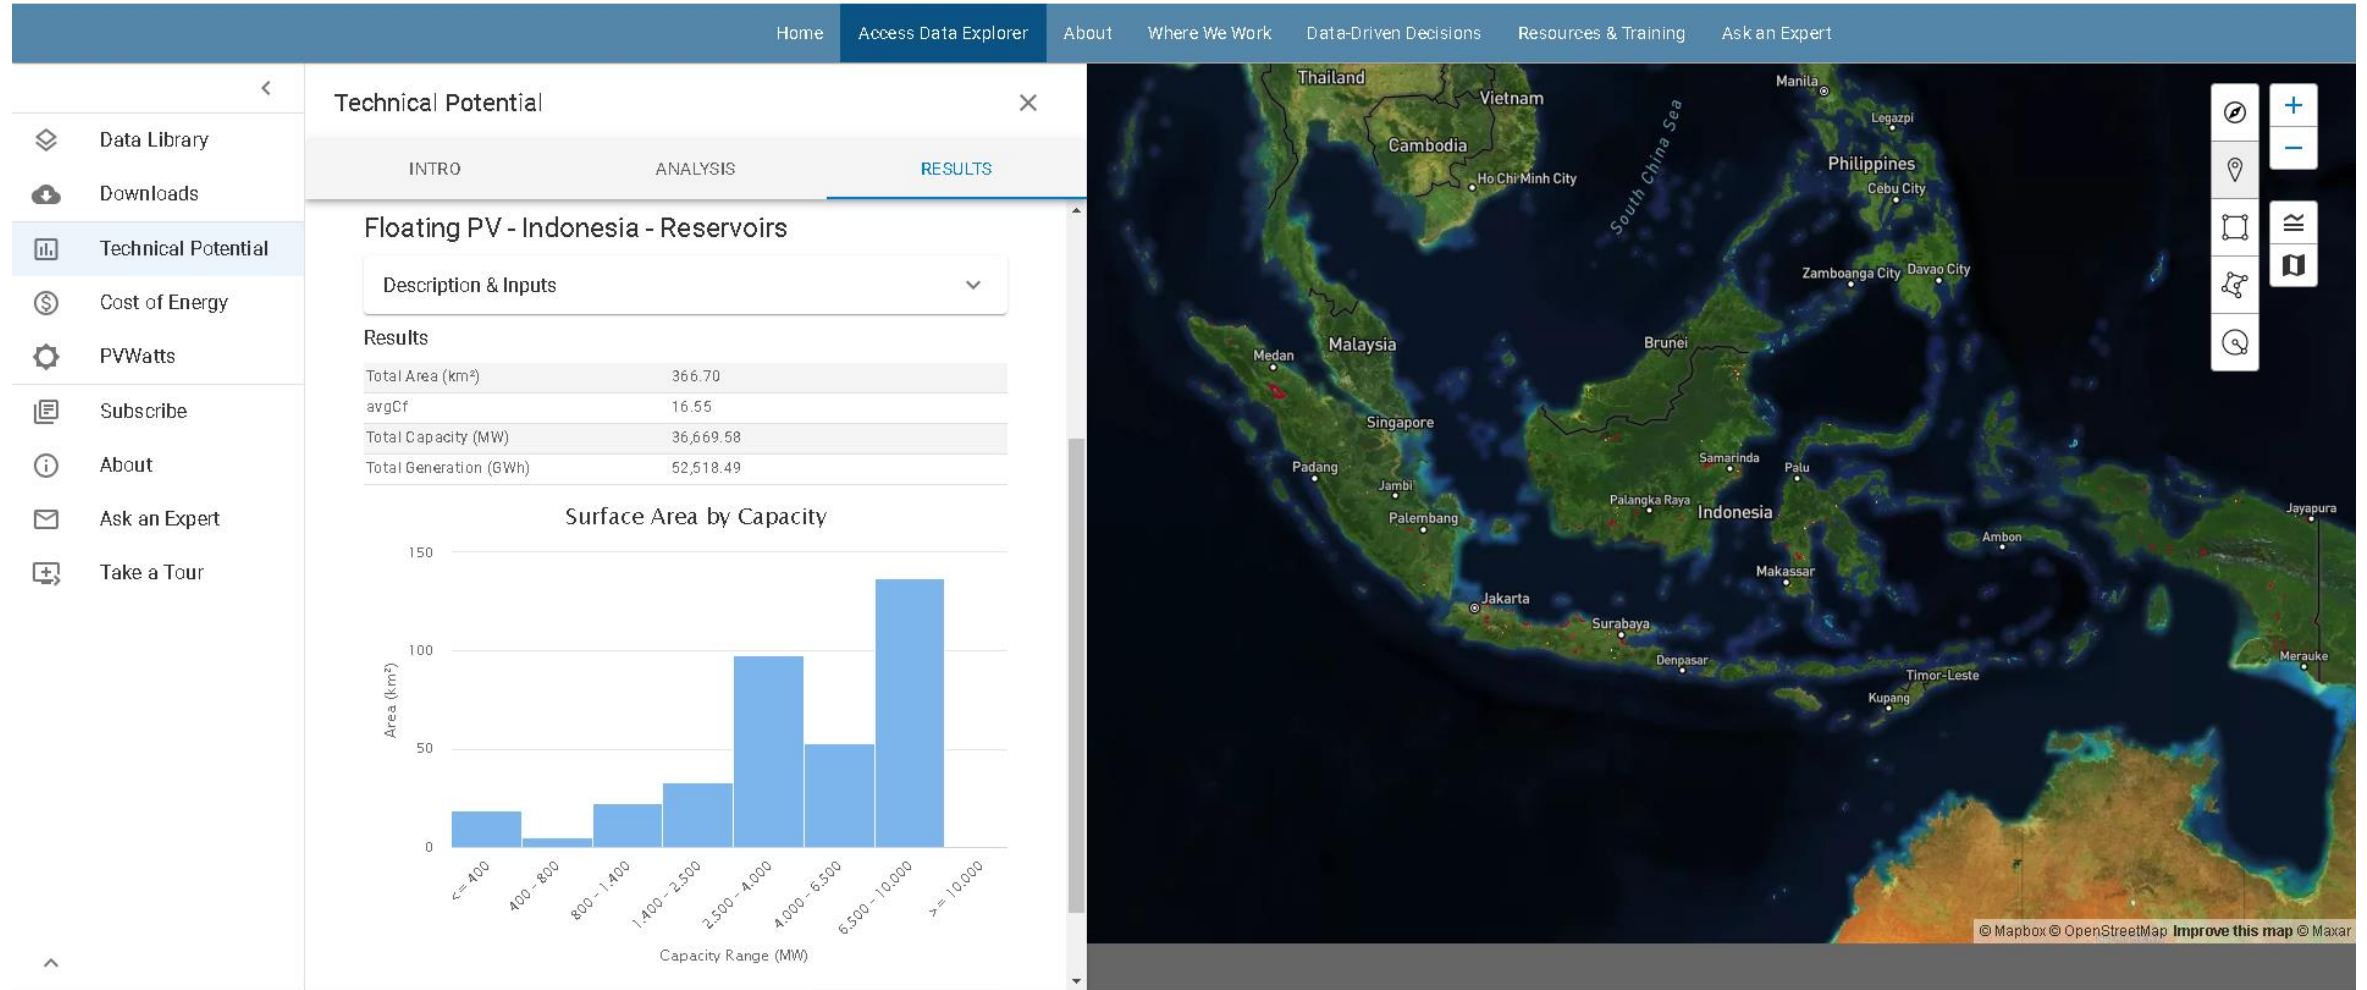 Home Access Data Explorer About Where We Work Data-Driven Decisions Resources & Training Ask an Expert
Data Library
Downloads
Technical Potential
Cost of Energy
PVWatts
Subscribe
About
Ask an Expert
Take a Tour
Technical Potential
INTRO ANALYSIS RESULTS
Floating PV - Indonesia - Reservoirs
Description & Inputs
Results
Total Area (km²) 366.70
avgCf 16.55
Total Capacity (MW) 36,669.58
Total Generation (GWh) 52,518.49
Surface Area by Capacity
150
100
50
0
Area (km²)
<= 400
400 - 800
800 - 1,400
1,400 - 2,500
2,500 - 4,000
4,000 - 6,500
6,500 - 10,000
>= 10,000
Capacity Range (MW)
Thailand
Manila
Vietnam
Legazpi
South China Sea
Cambodia
Philippines
Ho Chi Minh City
Cebu City
Zamboanga City
Davao City
Brunei
Malaysia
Medan
Singapore
Samarinda
Padang
Palu
Jambi
Palangka Raya
Indonesia
Jayapura
Palembang
Ambon
Makassar
Jakarta
Surabaya
Denpasar
Merauke
Timor-Leste
Kupang
© Mapbox © OpenStreetMap Improve this map © Maxar